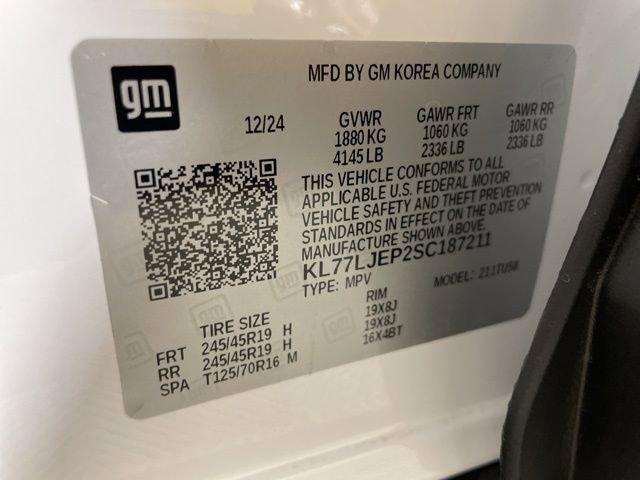 gm
MFD BY GM KOREA COMPANY
12/24
GVWR GAWR FRT GAWR RR
1880 KG 1060 KG 1060 KG
4145 LB 2336 LB 2336 LB
THIS VEHICLE CONFORMS TO ALL
APPLICABLE U.S. FEDERAL MOTOR
VEHICLE SAFETY AND THEFT PREVENTION
STANDARDS IN EFFECT ON THE DATE OF
MANUFACTURE SHOWN ABOVE.
KL77LJEP2SC187211
TYPE: MPV MODEL: 211TU58
TIRE SIZE RIM
FRT 245/45R19 H 19X8J
RR 245/45R19 H 19X8J
SPA T125/70R16 M 16X4BT